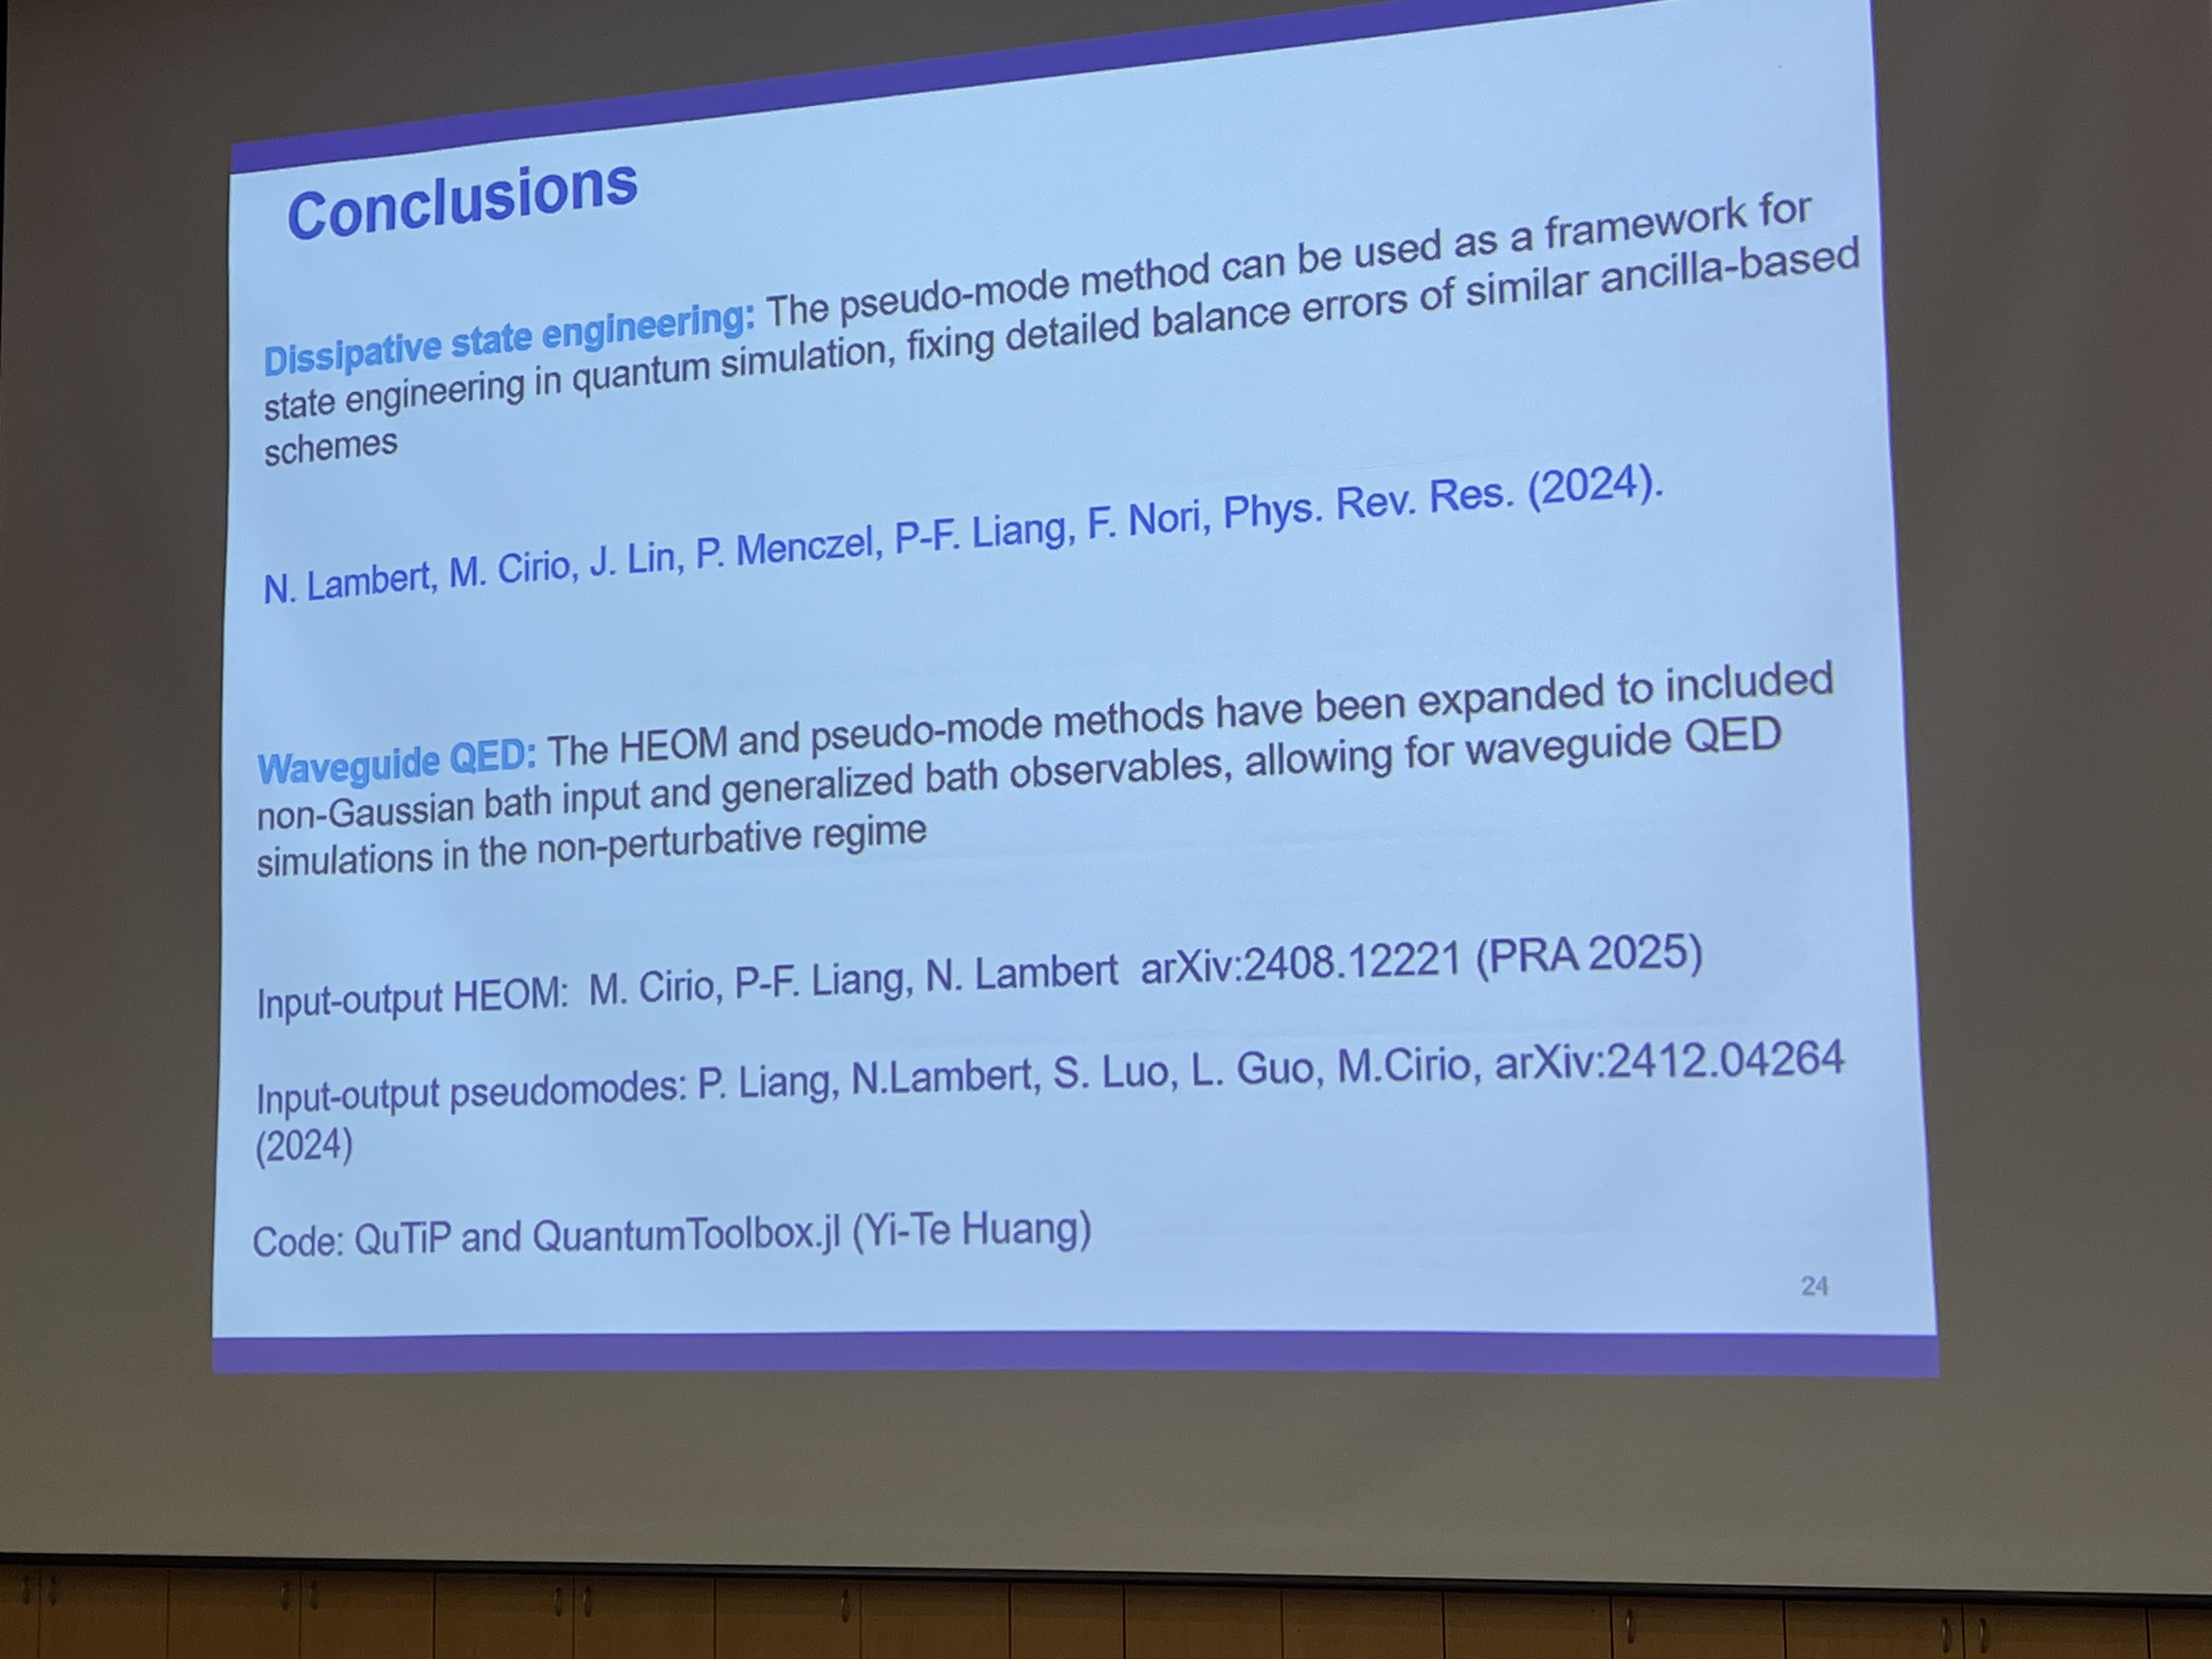 Conclusions
Dissipative state engineering: The pseudo-mode method can be used as a framework for
state engineering in quantum simulation, fixing detailed balance errors of similar ancilla-based
schemes
N. Lambert, M. Cirio, J. Lin, P. Menczel, P-F. Liang, F. Nori, Phys. Rev. Res. (2024).
Waveguide QED: The HEOM and pseudo-mode methods have been expanded to included
non-Gaussian bath input and generalized bath observables, allowing for waveguide QED
simulations in the non-perturbative regime
Input-output HEOM: M. Cirio, P-F. Liang, N. Lambert arXiv:2408.12221 (PRA 2025)
Input-output pseudomodes: P. Liang, N.Lambert, S. Luo, L. Guo, M.Cirio, arXiv:2412.04264
(2024)
Code: QuTiP and QuantumToolbox.jl (Yi-Te Huang)
24